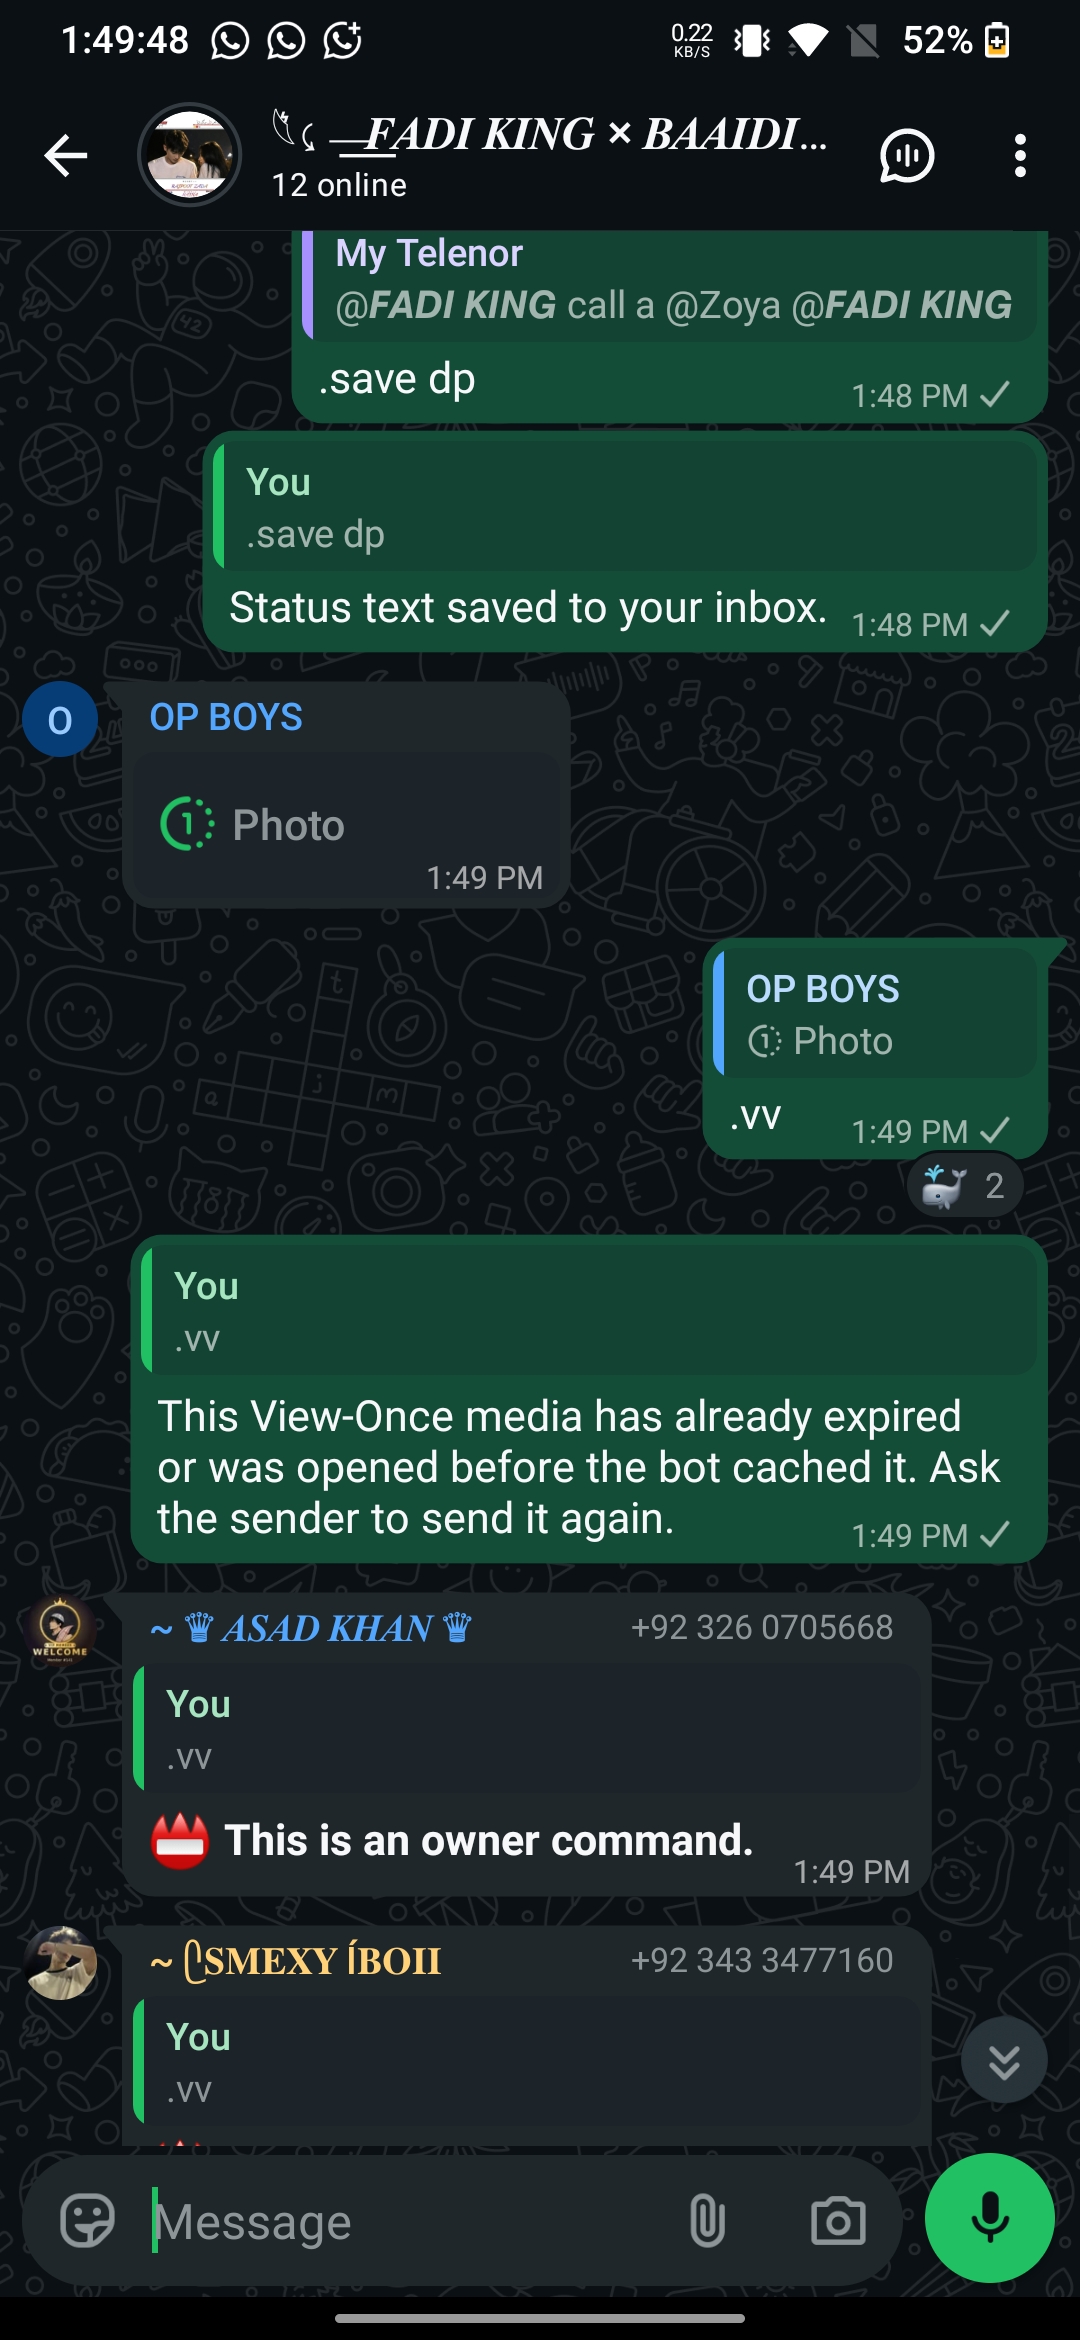 1:49:48
0.22
KB/S
52%
FADI KING × BAAIDI...
12 online
My Telenor
@FADI KING call a @Zoya @FADI KING
.save dp
1:48 PM
You
.save dp
Status text saved to your inbox.
1:48 PM
O
OP BOYS
1 Photo
1:49 PM
OP BOYS
1 Photo
.vv
1:49 PM
2
You
.vv
This View-Once media has already expired
or was opened before the bot cached it. Ask
the sender to send it again.
1:49 PM
WELCOME
~ ♛ ASAD KHAN ♛ +92 326 0705668
You
.vv
📛 This is an owner command.
1:49 PM
~ SMEXY ÍBOII +92 343 3477160
You
.vv
Message